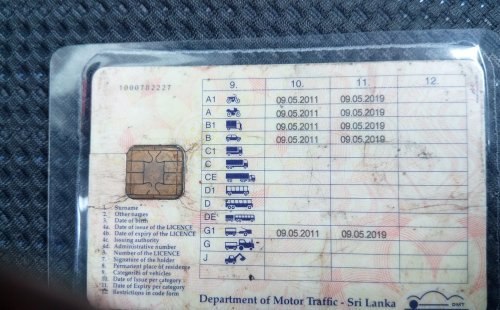 1000782227
9. 10. 11. 12.
A1 09.05.2011 09.05.2019
A 09.05.2011 09.05.2019
B1 09.05.2011 09.05.2019
B 09.05.2011 09.05.2019
C1
C
CE
D1
D
DE
G1 09.05.2011 09.05.2019
G
J
1. Surname
2. Other names
3. Date of birth
4a. Date of issue of the LICENCE
4b. Date of expiry of the LICENCE
4c. Issuing authority
4d. Administrative number
5. Number of the LICENCE
7. Signature of the holder
8. Permanent place of residence
9. Categories of vehicles
10. Date of issue per category
11. Date of Expiry per category
12. Restrictions in code form
Department of Motor Traffic - Sri Lanka
DMT